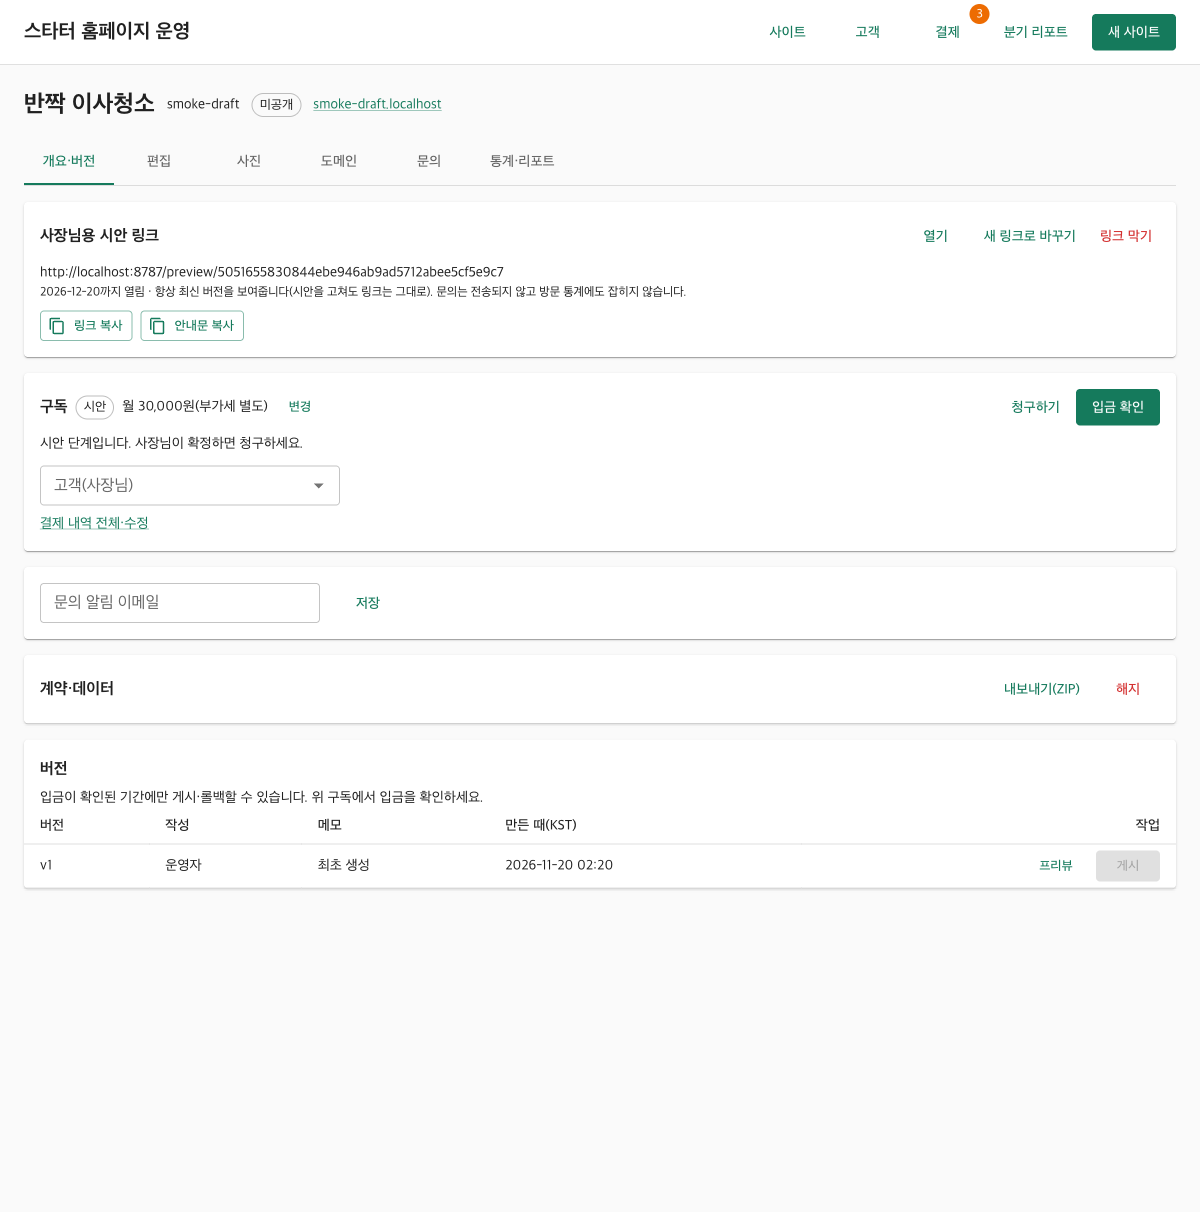 스타터 홈페이지 운영
사이트
고객
결제
3
분기 리포트
새 사이트
반짝 이사청소
smoke-draft
미공개
smoke-draft.localhost
개요·버전
편집
사진
도메인
문의
통계·리포트
사장님용 시안 링크
열기
새 링크로 바꾸기
링크 막기
http://localhost:8787/preview/5051655830844ebe946ab9ad5712abee5cf5e9c7
2026-12-20까지 열림 · 항상 최신 버전을 보여줍니다(시안을 고쳐도 링크는 그대로). 문의는 전송되지 않고 방문 통계에도 잡히지 않습니다.
링크 복사
안내문 복사
구독
시안
월 30,000원(부가세 별도)
변경
청구하기
입금 확인
시안 단계입니다. 사장님이 확정하면 청구하세요.
고객(사장님)
결제 내역 전체·수정
문의 알림 이메일
저장
계약·데이터
내보내기(ZIP)
해지
버전
입금이 확인된 기간에만 게시·롤백할 수 있습니다. 위 구독에서 입금을 확인하세요.
버전
작성
메모
만든 때(KST)
작업
v1
운영자
최초 생성
2026-11-20 02:20
프리뷰
게시